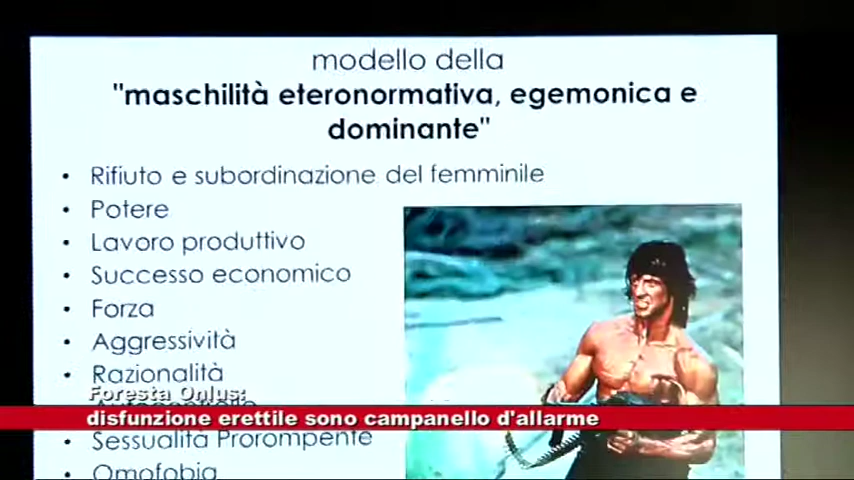 modello della
"maschilità eteronormativa, egemonica e
dominante"
• Rifiuto e subordinazione del femminile
• Potere
• Lavoro produttivo
• Successo economico
• Forza
• Aggressività
• Razionalità
Foresta Onlus:
disfunzione erettile sono campanello d'allarme
• Sessualità Prorompente
• Omofobia